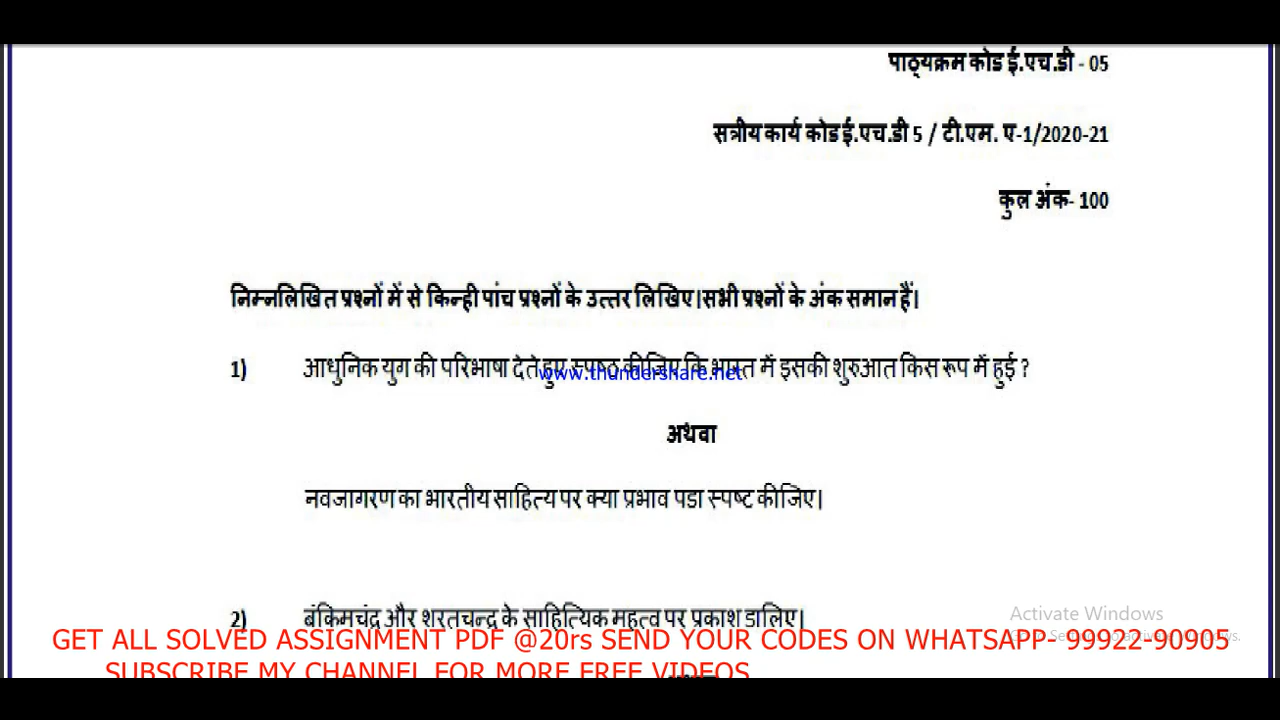 पाठ्यक्रम कोड ई.एच.डी - 05
सत्रीय कार्य कोड ई.एच.डी 5 / टी.एम. ए-1/2020-21
कुल अंक- 100
निम्नलिखित प्रश्नों में से किन्ही पांच प्रश्नों के उत्तर लिखिए।सभी प्रश्नों के अंक समान हैं।
1) आधुनिक युग की परिभाषा देते हुए स्पष्ठ कीजिए कि भारत में इसकी शुरुआत किस रूप में हुई ?
www.thundershare.net
अथवा
नवजागरण का भारतीय साहित्य पर क्या प्रभाव पडा स्पष्ट कीजिए।
2) बंकिमचंद्र और शरतचन्द्र के साहित्यिक महत्व पर प्रकाश डालिए।
Activate Windows
GET ALL SOLVED ASSIGNMENT PDF @20rs SEND YOUR CODES ON WHATSAPP- 99922-90905
SUBSCRIBE MY CHANNEL FOR MORE FREE VIDEOS